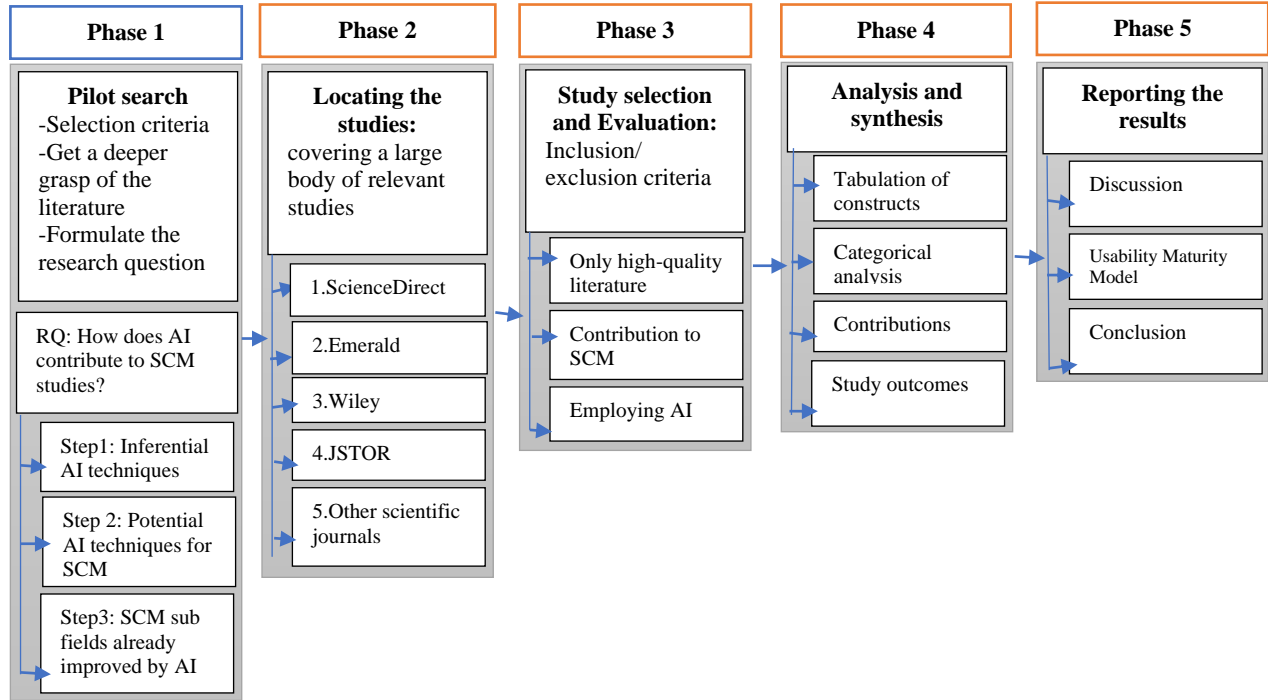 Phase 1
Pilot search
-Selection criteria
-Get a deeper
grasp of the
literature
-Formulate the
research question
RQ: How does AI
contribute to SCM
studies?
Step1: Inferential
AI techniques
Step 2: Potential
AI techniques for
SCM
Step3: SCM sub
fields already
improved by AI
Phase 2
Locating the
studies:
covering a large
body of relevant
studies
1.ScienceDirect
2.Emerald
3.Wiley
4.JSTOR
5.Other scientific
journals
Phase 3
Study selection
and Evaluation:
Inclusion/
exclusion criteria
Only high-quality
literature
Contribution to
SCM
Employing AI
Phase 4
Analysis and
synthesis
Tabulation of
constructs
Categorical
analysis
Contributions
Study outcomes
Phase 5
Reporting the
results
Discussion
Usability Maturity
Model
Conclusion